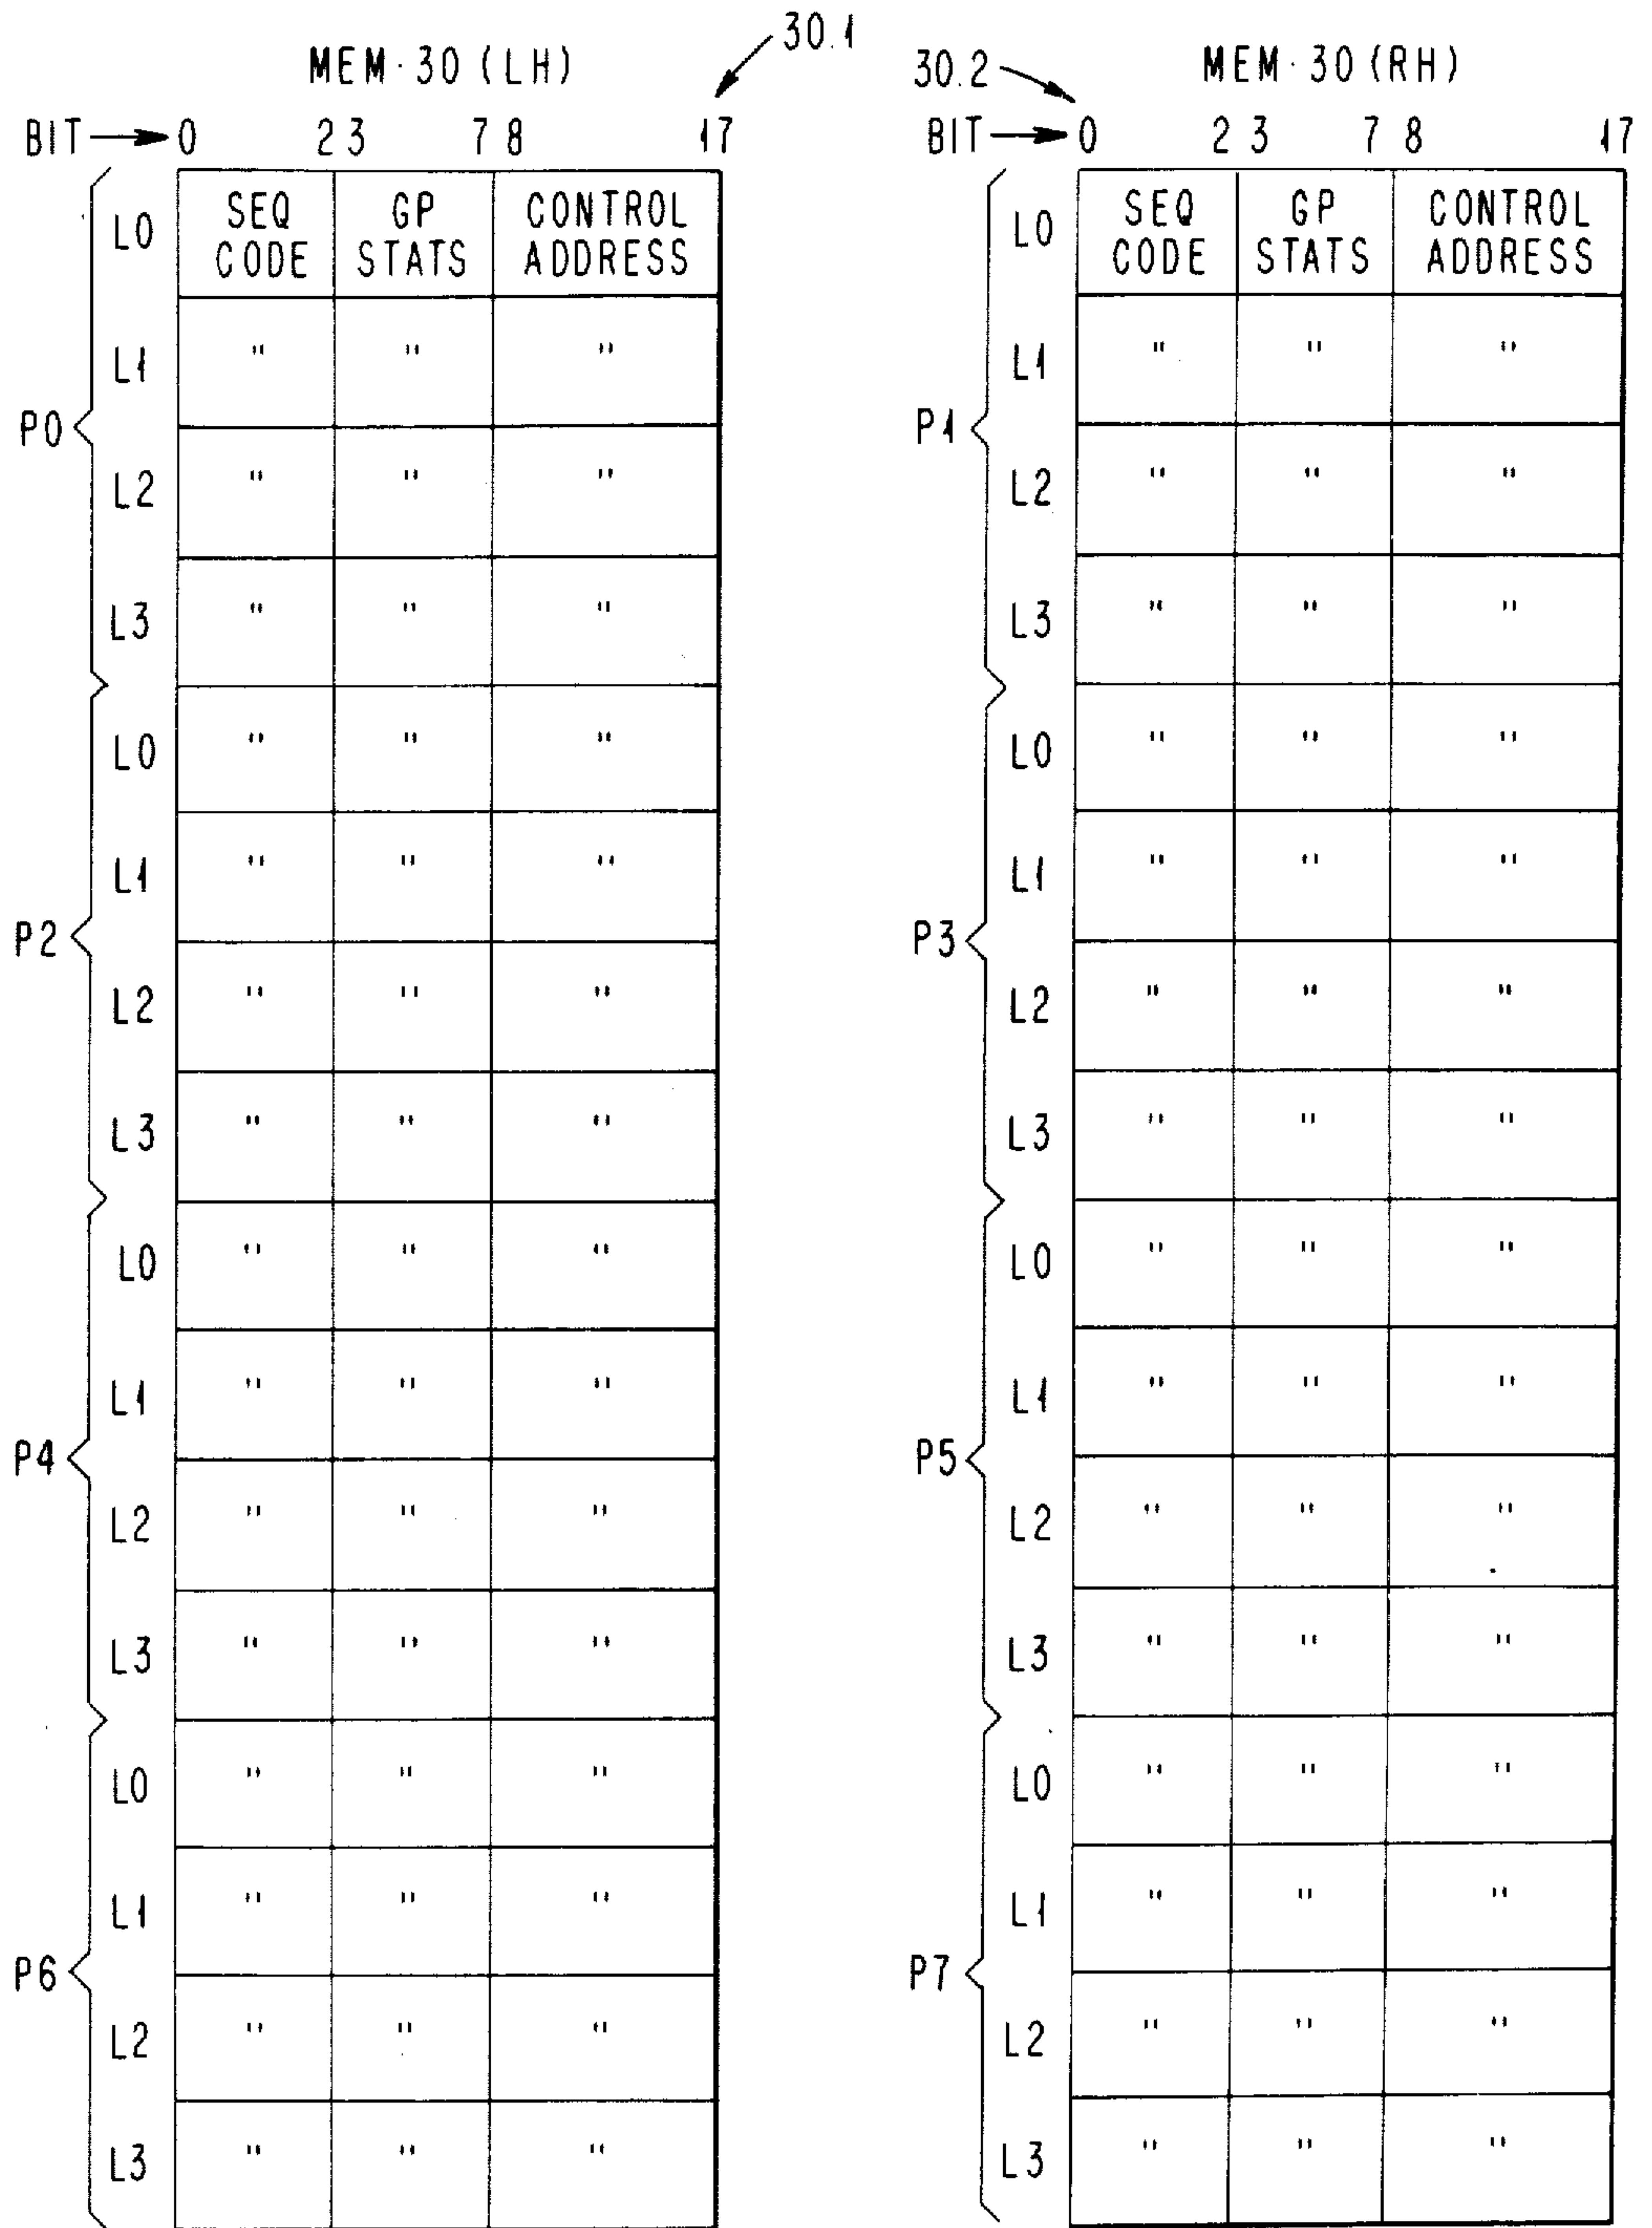 MEM 30 (LH)
30.1
BIT 0 2 3 7 8 17
P0
L0 SEQ CODE GP STATS CONTROL ADDRESS
L1 " " "
L2 " " "
L3 " " "
P2
L0 " " "
L1 " " "
L2 " " "
L3 " " "
P4
L0 " " "
L1 " " "
L2 " " "
L3 " " "
P6
L0 " " "
L1 " " "
L2 " " "
L3 " " "
MEM 30 (RH)
30.2
BIT 0 2 3 7 8 17
P1
L0 SEQ CODE GP STATS CONTROL ADDRESS
L1 " " "
L2 " " "
L3 " " "
P3
L0 " " "
L1 " " "
L2 " " "
L3 " " "
P5
L0 " " "
L1 " " "
L2 " " "
L3 " " "
P7
L0 " " "
L1 " " "
L2 " " "
L3 " " "